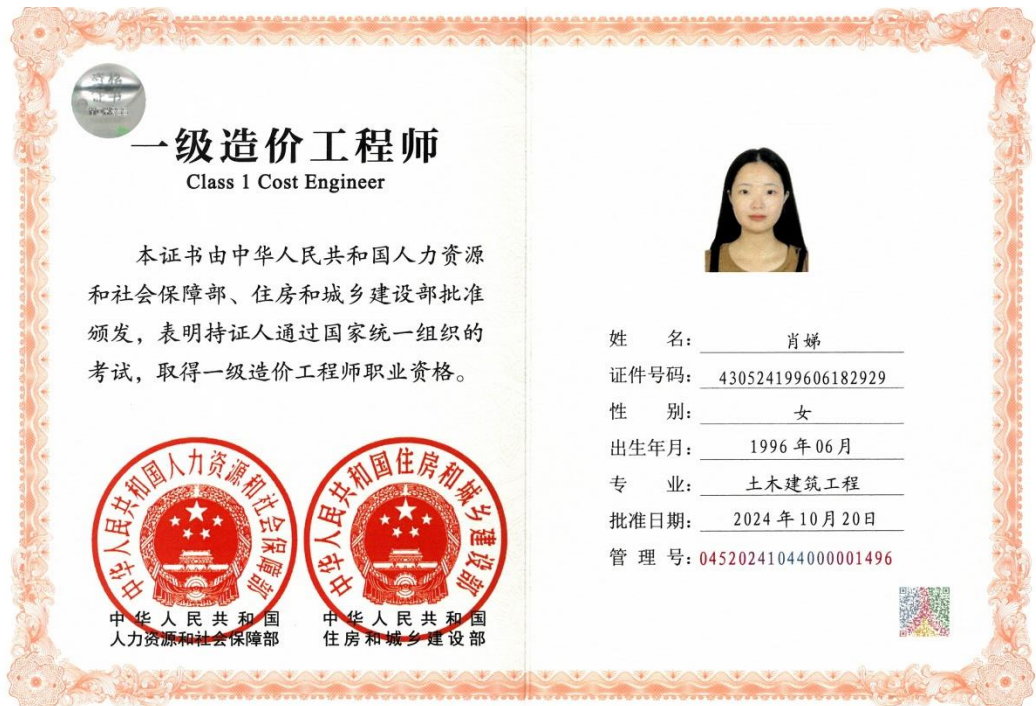 一级造价工程师
Class 1 Cost Engineer
本证书由中华人民共和国人力资源
和社会保障部、住房和城乡建设部批准
颁发，表明持证人通过国家统一组织的
考试，取得一级造价工程师职业资格。
中华人民共和国人力资源和社会保障部
中华人民共和国住房和城乡建设部
中华人民共和国
人力资源和社会保障部
中华人民共和国
住房和城乡建设部
姓 名：肖娣
证件号码：430524199606182929
性 别：女
出生年月：1996年06月
专 业：土木建筑工程
批准日期：2024年10月20日
管 理 号：04520241044000001496